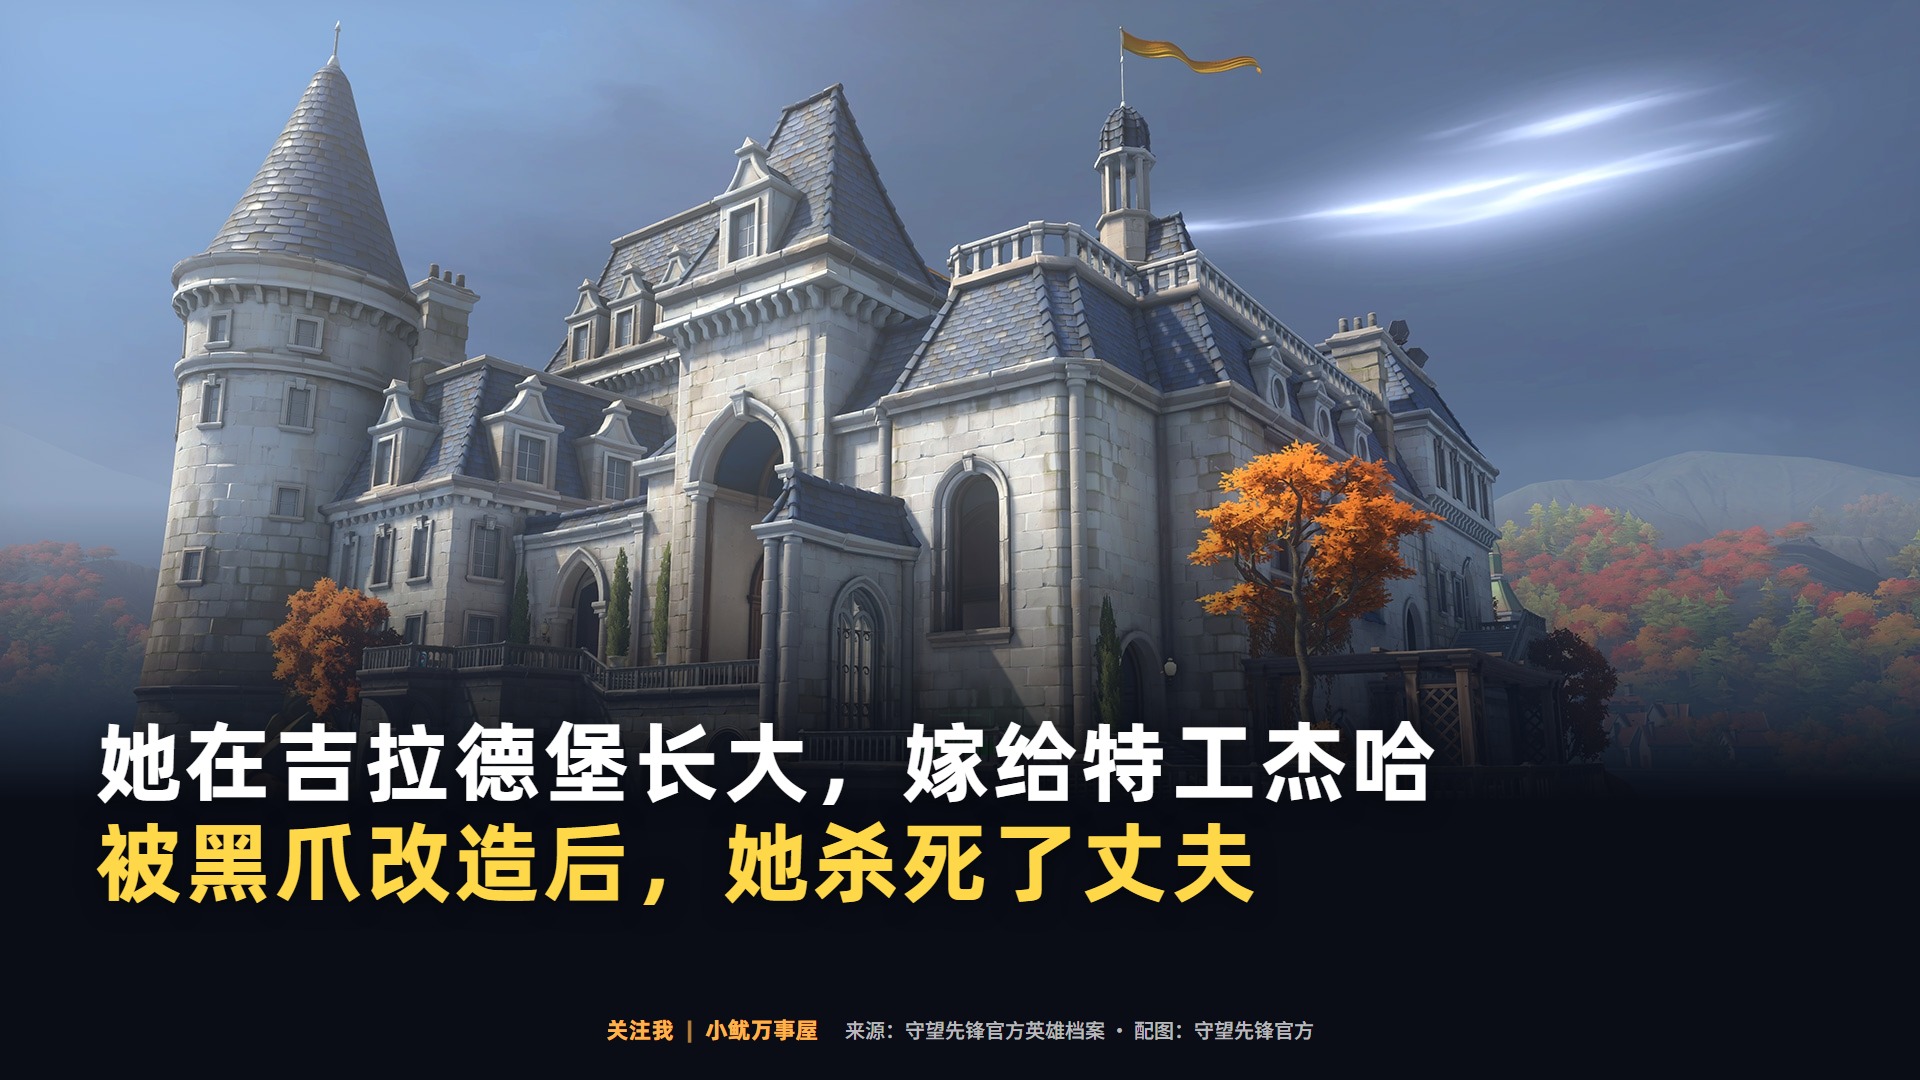 她在吉拉德堡长大，嫁给特工杰哈
被黑爪改造后，她杀死了丈夫
关注我 | 小鱿万事屋 来源：守望先锋官方英雄档案 · 配图：守望先锋官方